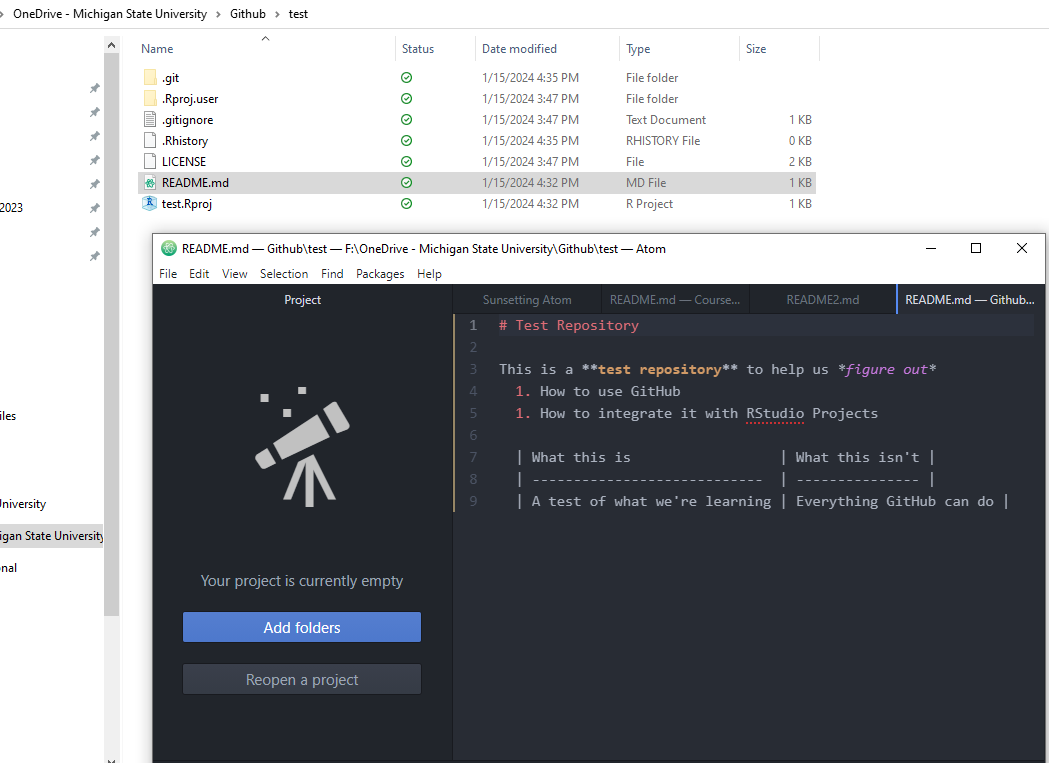 OneDrive - Michigan State University › Github › test
Name Status Date modified Type Size
.git 1/15/2024 4:35 PM File folder
.Rproj.user 1/15/2024 3:47 PM File folder
.gitignore 1/15/2024 3:47 PM Text Document 1 KB
.Rhistory 1/15/2024 4:35 PM RHISTORY File 0 KB
LICENSE 1/15/2024 3:47 PM File 2 KB
README.md 1/15/2024 4:32 PM MD File 1 KB
test.Rproj 1/15/2024 4:32 PM R Project 1 KB
2023
iles
University
igan State University
onal
README.md — Github\test — F:\OneDrive - Michigan State University\Github\test — Atom
File Edit View Selection Find Packages Help
Project
Sunsetting Atom README.md — Course... README2.md README.md — Github...
1 # Test Repository
2
3 This is a **test repository** to help us *figure out*
4 1. How to use GitHub
5 1. How to integrate it with RStudio Projects
6
7 | What this is | What this isn't |
8 | ---------------------------- | --------------- |
9 | A test of what we're learning | Everything GitHub can do |
Your project is currently empty
Add folders
Reopen a project